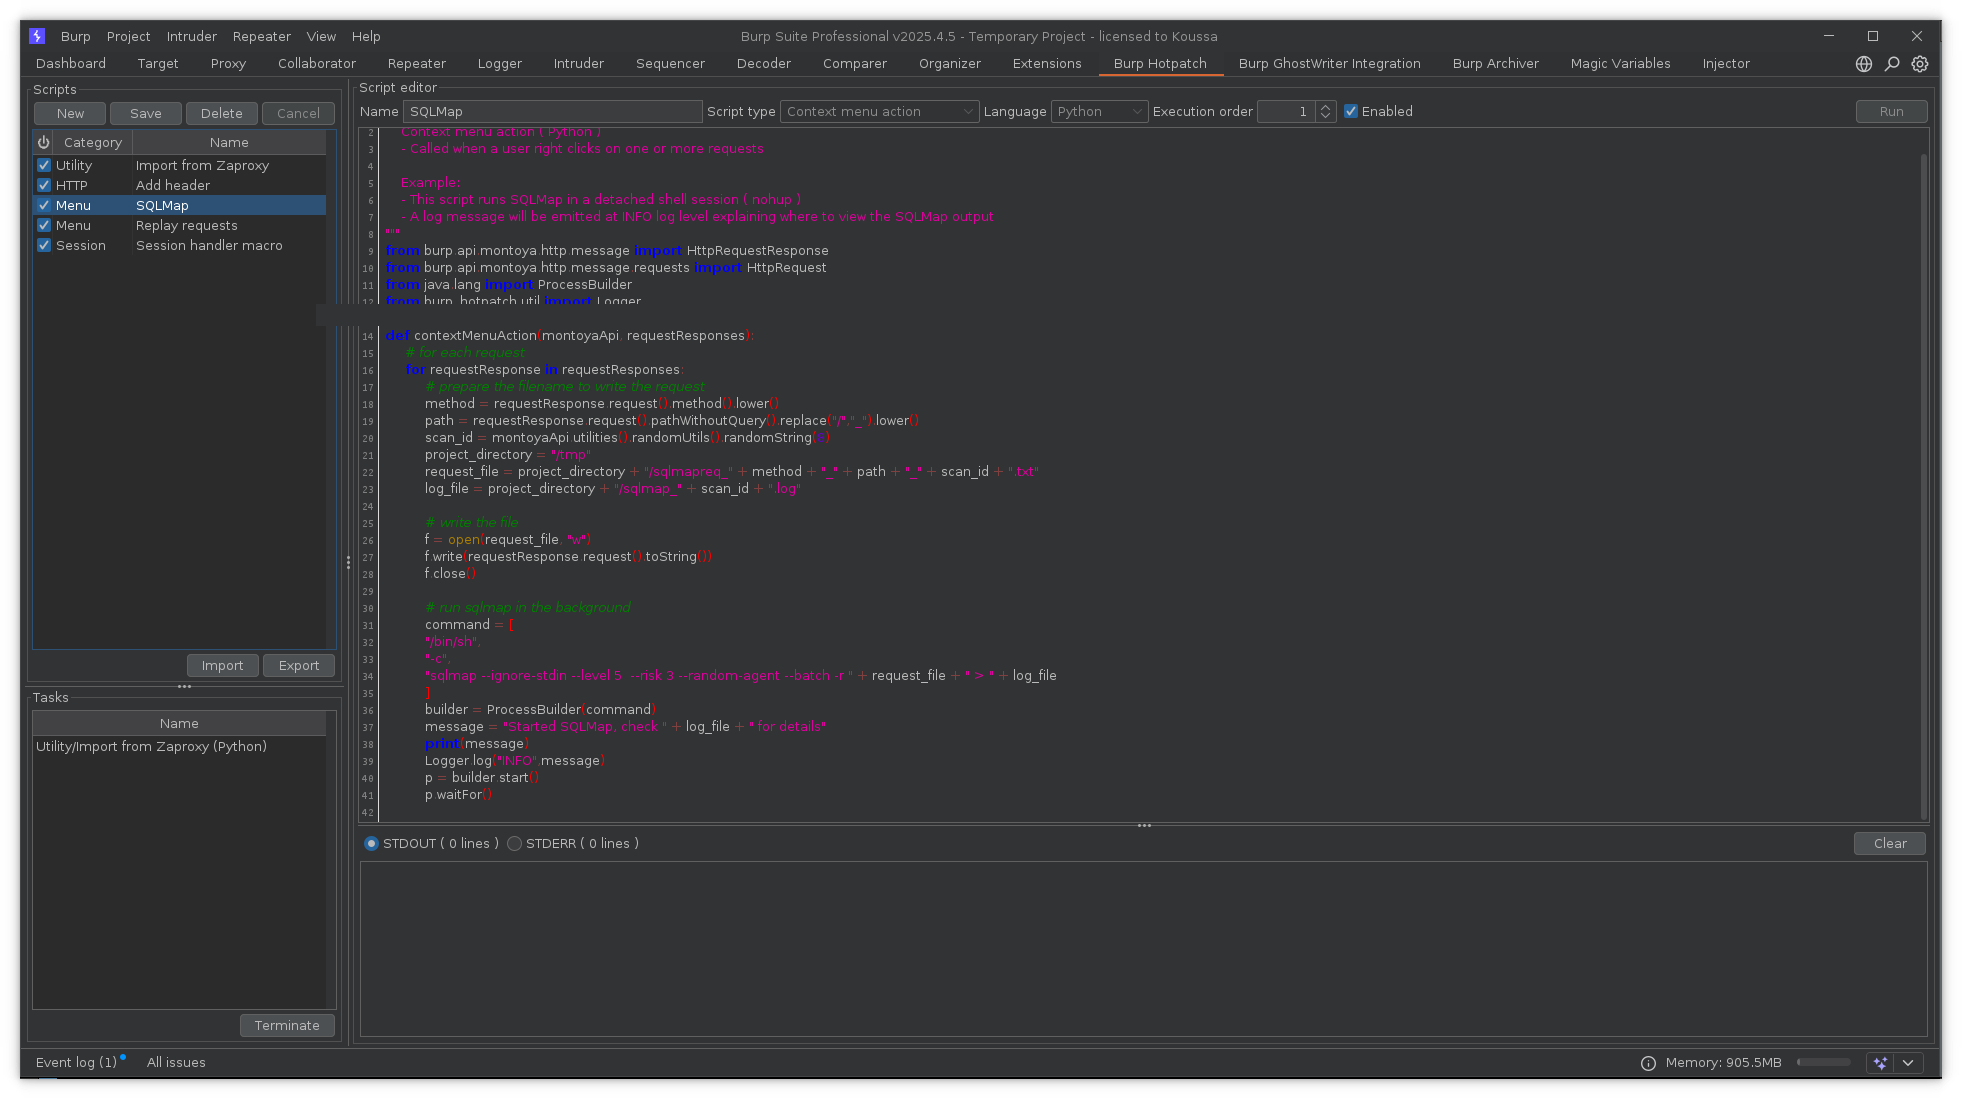 Burp Project Intruder Repeater View Help
Burp Suite Professional v2025.4.5 - Temporary Project - licensed to Koussa
Dashboard Target Proxy Collaborator Repeater Logger Intruder Sequencer Decoder Comparer Organizer Extensions Burp Hotpatch Burp GhostWriter Integration Burp Archiver Magic Variables Injector
Scripts
New Save Delete Cancel
Category Name
Utility Import from Zaproxy
HTTP Add header
Menu SQLMap
Menu Replay requests
Session Session handler macro
Import Export
Tasks
Name
Utility/Import from Zaproxy (Python)
Terminate
Script editor
Name SQLMap Script type Context menu action Language Python Execution order 1 Enabled Run
2 Context menu action ( Python )
3 - Called when a user right clicks on one or more requests
4
5 Example:
6 - This script runs SQLMap in a detached shell session ( nohup )
7 - A log message will be emitted at INFO log level explaining where to view the SQLMap output
8 """
9 from burp.api.montoya.http.message import HttpRequestResponse
10 from burp.api.montoya.http.message.requests import HttpRequest
11 from java.lang import ProcessBuilder
12 from burp_hotpatch.util import Logger
14 def contextMenuAction(montoyaApi, requestResponses):
15 # for each request
16 for requestResponse in requestResponses:
17 # prepare the filename to write the request
18 method = requestResponse.request().method().lower()
19 path = requestResponse.request().pathWithoutQuery().replace("/","_").lower()
20 scan_id = montoyaApi.utilities().randomUtils().randomString( )
21 project_directory = "/tmp"
22 request_file = project_directory + "/sqlmapreq_" + method + "_" + path + "_" + scan_id + ".txt"
23 log_file = project_directory + "/sqlmap_" + scan_id + ".log"
24
25 # write the file
26 f = open(request_file, "w")
27 f.write(requestResponse.request().toString())
28 f.close()
29
30 # run sqlmap in the background
31 command = [
32 "/bin/sh",
33 "-c",
34 "sqlmap --ignore-stdin --level 5  --risk 3 --random-agent --batch -r " + request_file + " > " + log_file
35 ]
36 builder = ProcessBuilder(command)
37 message = "Started SQLMap, check " + log_file + " for details"
38 print(message)
39 Logger.log("INFO",message)
40 p = builder.start()
41 p.waitFor()
42
STDOUT ( 0 lines ) STDERR ( 0 lines ) Clear
Event log (1) All issues
Memory: 905.5MB